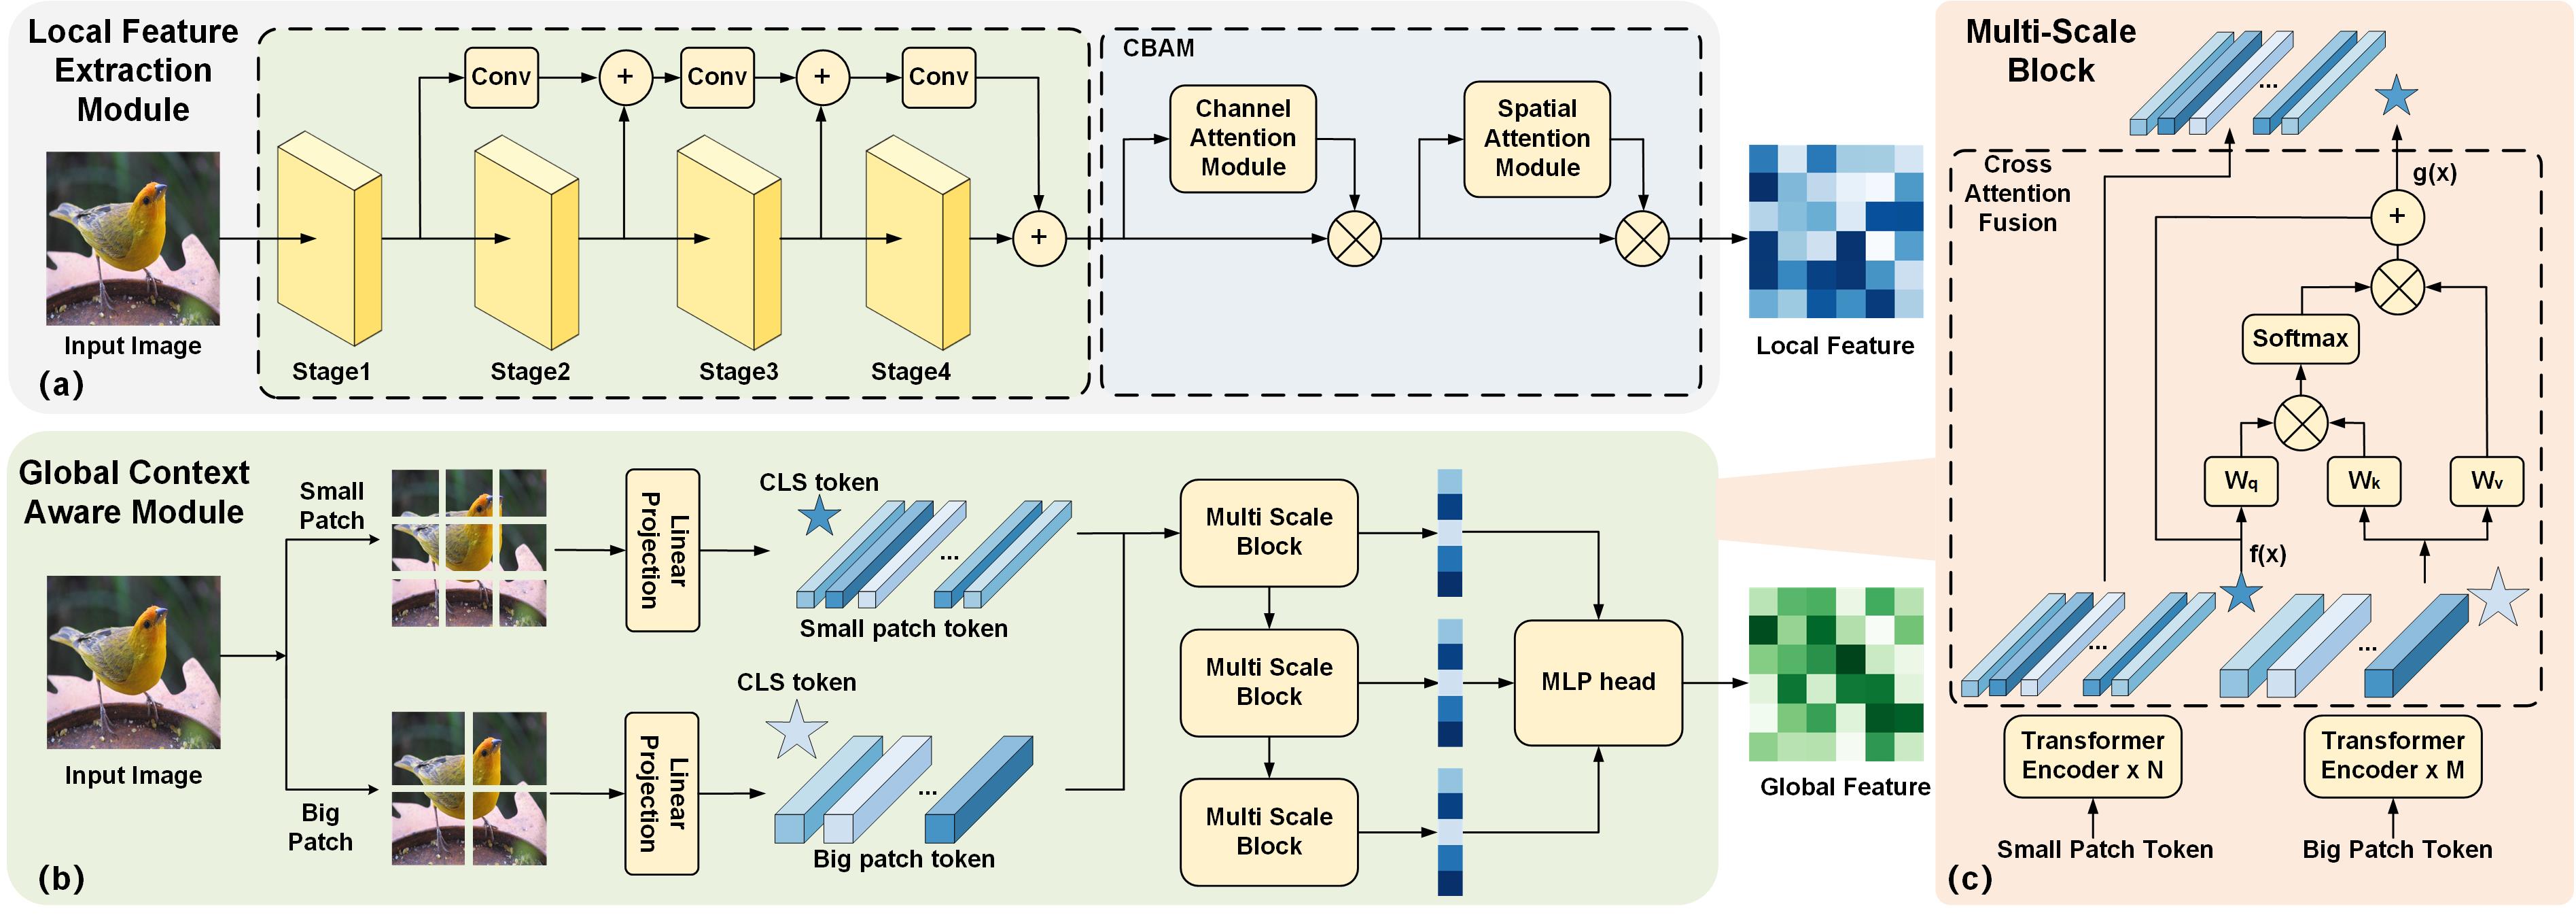 Local Feature
Extraction
Module
Conv
+
Conv
+
Conv
+
Input Image
Stage1
Stage2
Stage3
Stage4
(a)
CBAM
Channel
Attention
Module
Spatial
Attention
Module
Local Feature
Global Context
Aware Module
Input Image
Small
Patch
Big
Patch
Linear
Projection
Linear
Projection
CLS token
...
Small patch token
CLS token
...
Big patch token
Multi Scale
Block
Multi Scale
Block
Multi Scale
Block
MLP head
Global Feature
(b)
Multi-Scale
Block
...
Cross
Attention
Fusion
g(x)
+
Softmax
Wq
Wk
Wv
f(x)
...
...
Transformer
Encoder x N
Transformer
Encoder x M
Small Patch Token
Big Patch Token
(c)